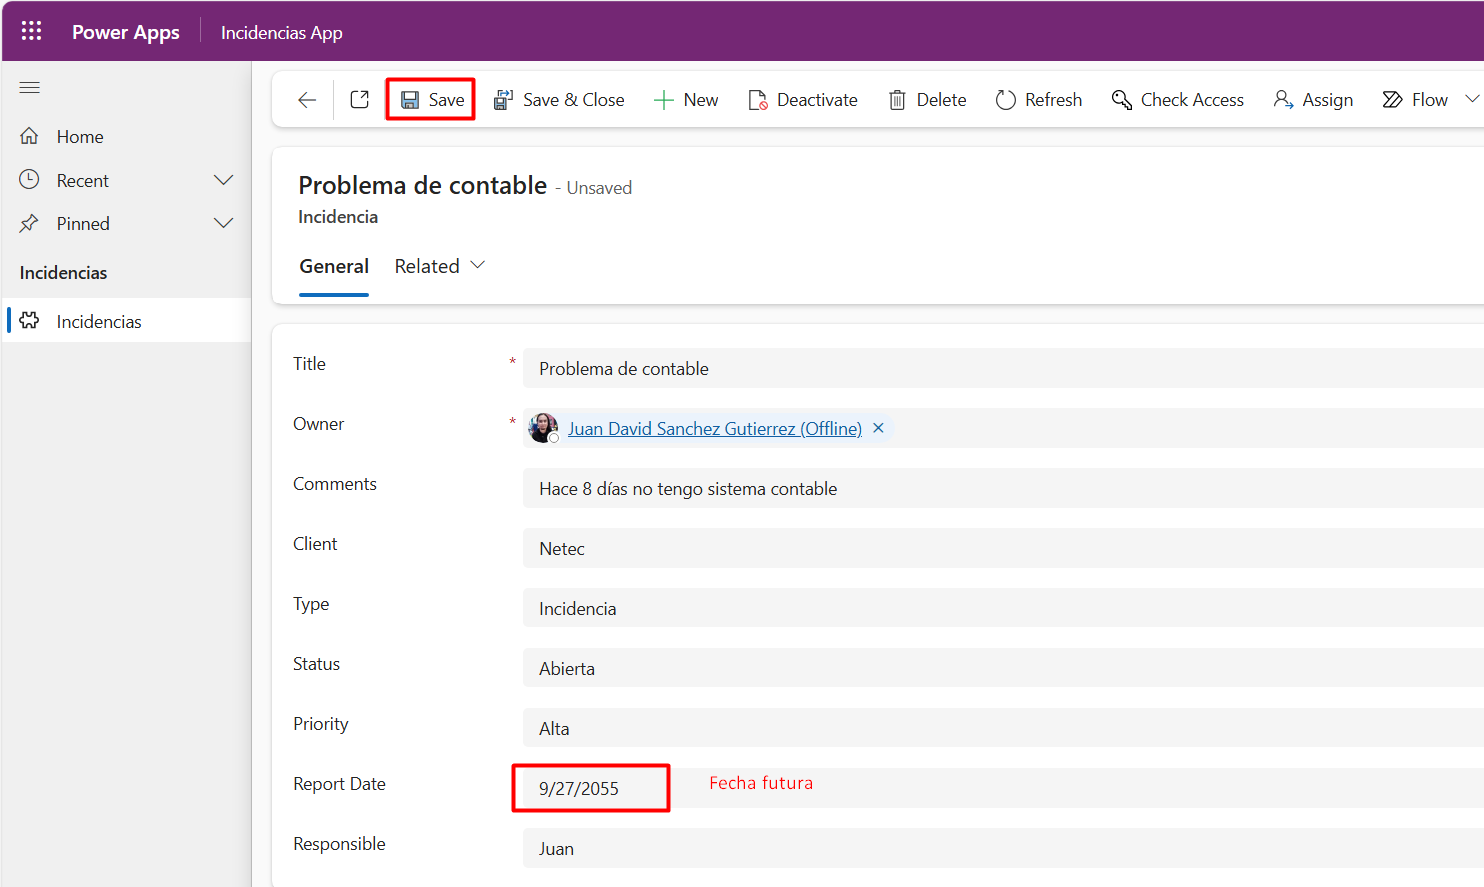 Power Apps Incidencias App
Save Save & Close New Deactivate Delete Refresh Check Access Assign Flow
Home
Recent
Pinned
Incidencias
Incidencias
Problema de contable - Unsaved
Incidencia
General Related
Title * Problema de contable
Owner * Juan David Sanchez Gutierrez (Offline)
Comments Hace 8 días no tengo sistema contable
Client Netec
Type Incidencia
Status Abierta
Priority Alta
Report Date 9/27/2055 Fecha futura
Responsible Juan